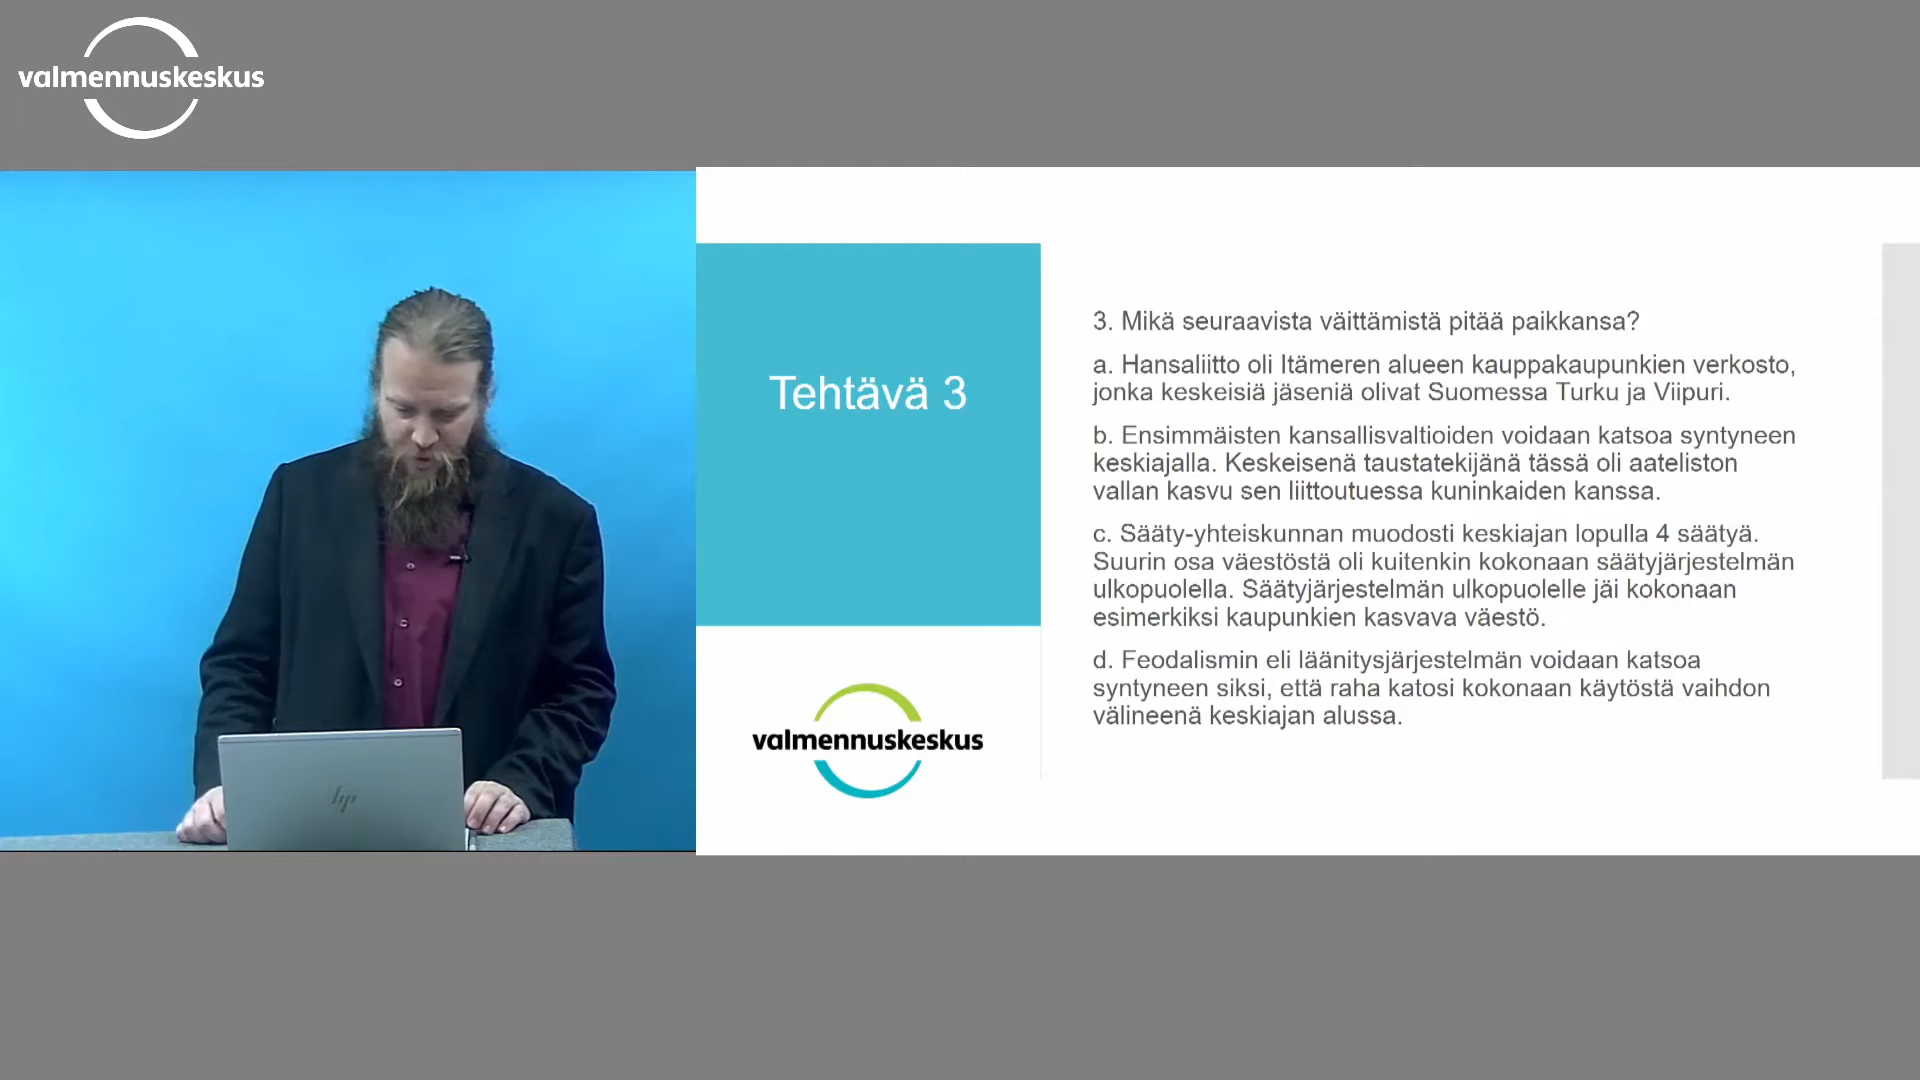 valmennuskeskus
Tehtävä 3
valmennuskeskus
3. Mikä seuraavista väittämistä pitää paikkansa?
a. Hansaliitto oli Itämeren alueen kauppakaupunkien verkosto,
jonka keskeisiä jäseniä olivat Suomessa Turku ja Viipuri.
b. Ensimmäisten kansallisvaltioiden voidaan katsoa syntyneen
keskiajalla. Keskeisenä taustatekijänä tässä oli aateliston
vallan kasvu sen liittoutuessa kuninkaiden kanssa.
c. Sääty-yhteiskunnan muodosti keskiajan lopulla 4 säätyä.
Suurin osa väestöstä oli kuitenkin kokonaan säätyjärjestelmän
ulkopuolella. Säätyjärjestelmän ulkopuolelle jäi kokonaan
esimerkiksi kaupunkien kasvava väestö.
d. Feodalismin eli läänitysjärjestelmän voidaan katsoa
syntyneen siksi, että raha katosi kokonaan käytöstä vaihdon
välineenä keskiajan alussa.
hp